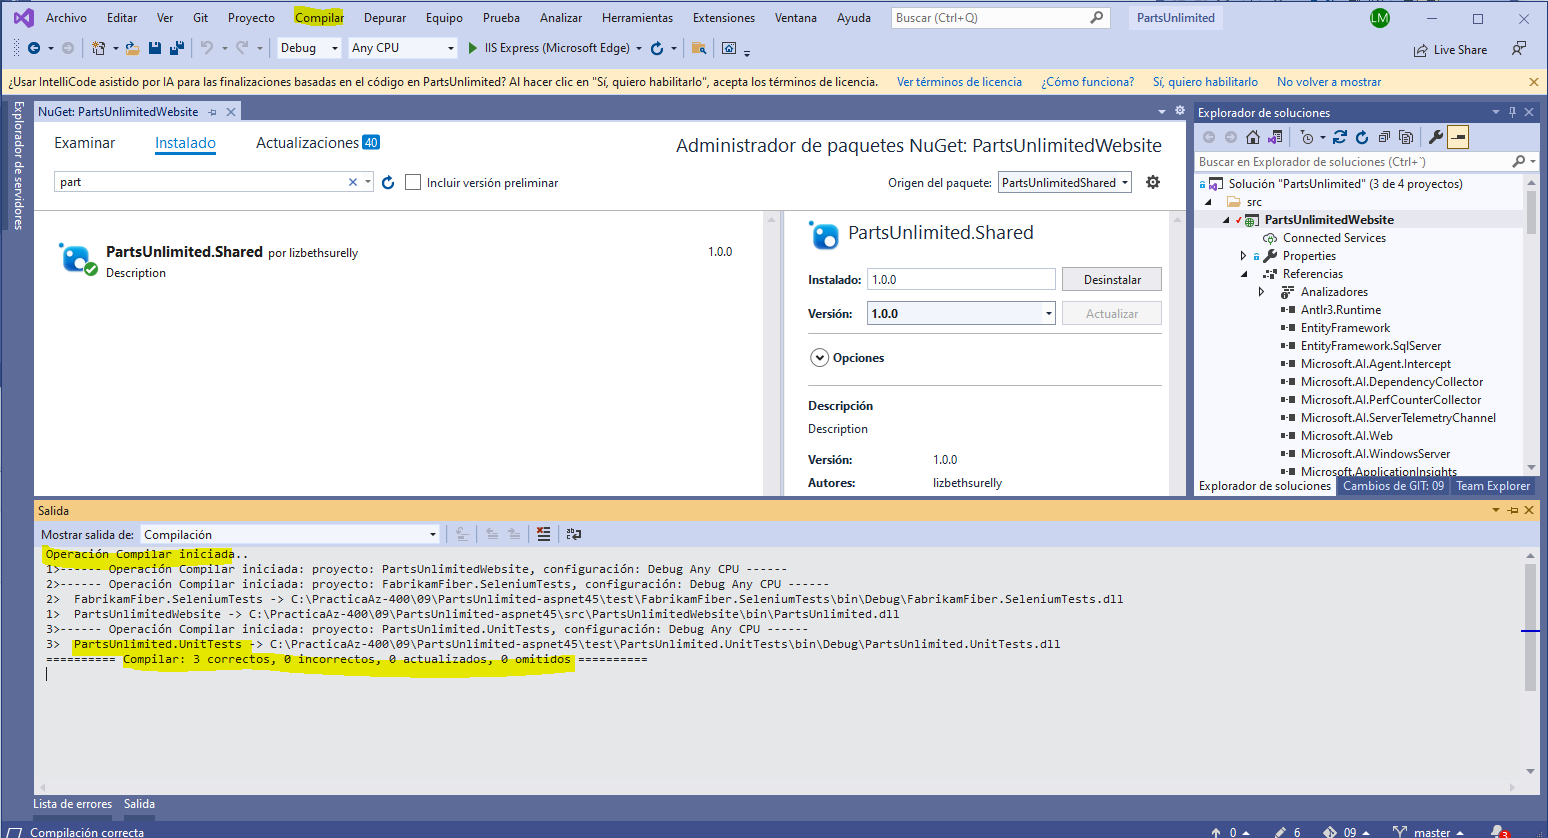 Archivo Editar Ver Git Proyecto Compilar Depurar Equipo Prueba Analizar Herramientas Extensiones Ventana Ayuda Buscar (Ctrl+Q) PartsUnlimited LM
Debug Any CPU IIS Express (Microsoft Edge) Live Share
¿Usar IntelliCode asistido por IA para las finalizaciones basadas en el código en PartsUnlimited? Al hacer clic en "Sí, quiero habilitarlo", acepta los términos de licencia. Ver términos de licencia ¿Cómo funciona? Sí, quiero habilitarlo No volver a mostrar
Explorador de servidores
NuGet: PartsUnlimitedWebsite
Examinar Instalado Actualizaciones 40
Administrador de paquetes NuGet: PartsUnlimitedWebsite
part
Incluir versión preliminar
Origen del paquete: PartsUnlimitedShared
PartsUnlimited.Shared por lizbethsurelly 1.0.0
Description
PartsUnlimited.Shared
Instalado: 1.0.0 Desinstalar
Versión: 1.0.0 Actualizar
Opciones
Descripción
Description
Versión: 1.0.0
Autores: lizbethsurelly
Explorador de soluciones
Buscar en Explorador de soluciones (Ctrl+`)
Solución "PartsUnlimited" (3 de 4 proyectos)
src
PartsUnlimitedWebsite
Connected Services
Properties
Referencias
Analizadores
Antlr3.Runtime
EntityFramework
EntityFramework.SqlServer
Microsoft.AI.Agent.Intercept
Microsoft.AI.DependencyCollector
Microsoft.AI.PerfCounterCollector
Microsoft.AI.ServerTelemetryChannel
Microsoft.AI.Web
Microsoft.AI.WindowsServer
Microsoft.ApplicationInsights
Explorador de soluciones Cambios de GIT: 09 Team Explorer
Salida
Mostrar salida de: Compilación
Operación Compilar iniciada..
1>------ Operación Compilar iniciada: proyecto: PartsUnlimitedWebsite, configuración: Debug Any CPU ------
2>------ Operación Compilar iniciada: proyecto: FabrikamFiber.SeleniumTests, configuración: Debug Any CPU ------
2>  FabrikamFiber.SeleniumTests -> C:\PracticaAz-400\09\PartsUnlimited-aspnet45\test\FabrikamFiber.SeleniumTests\bin\Debug\FabrikamFiber.SeleniumTests.dll
1>  PartsUnlimitedWebsite -> C:\PracticaAz-400\09\PartsUnlimited-aspnet45\src\PartsUnlimitedWebsite\bin\PartsUnlimited.dll
3>------ Operación Compilar iniciada: proyecto: PartsUnlimited.UnitTests, configuración: Debug Any CPU ------
3>  PartsUnlimited.UnitTests -> C:\PracticaAz-400\09\PartsUnlimited-aspnet45\test\PartsUnlimited.UnitTests\bin\Debug\PartsUnlimited.UnitTests.dll
========== Compilar: 3 correctos, 0 incorrectos, 0 actualizados, 0 omitidos ==========
Lista de errores Salida
Compilación correcta 0 6 09 master 3